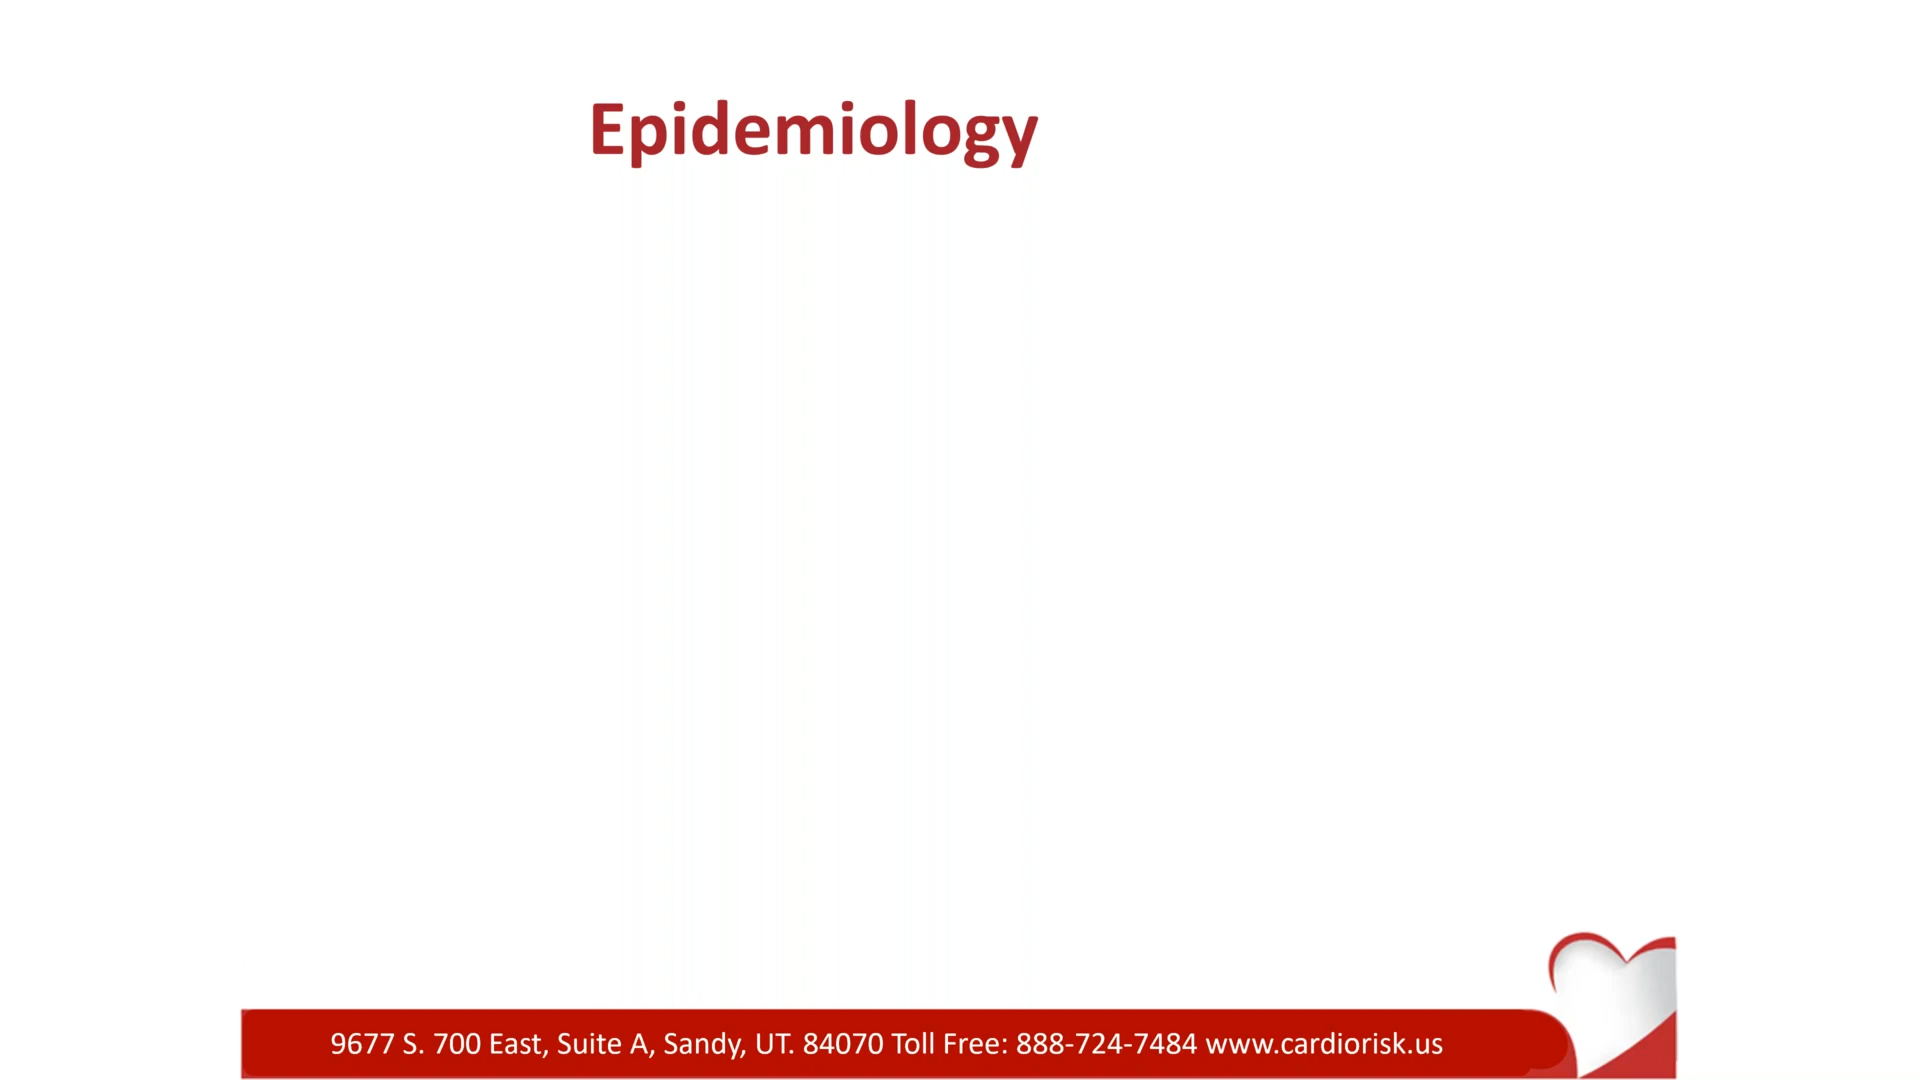 Epidemiology
9677 S. 700 East, Suite A, Sandy, UT. 84070 Toll Free: 888-724-7484 www.cardiorisk.us